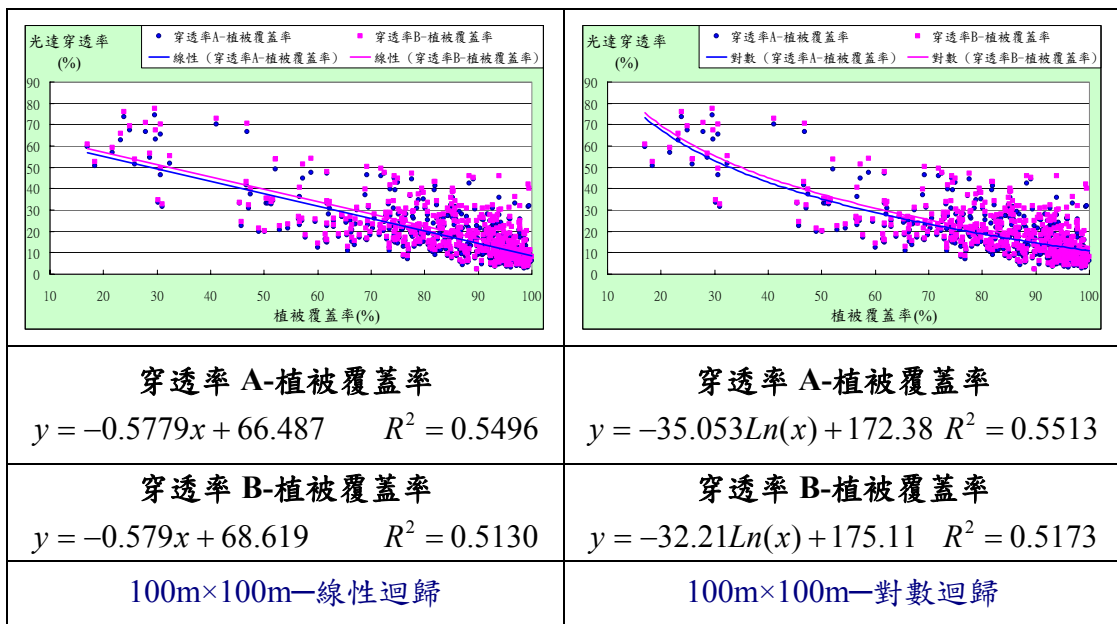 光達穿透率
(%)
穿透率A-植被覆蓋率
穿透率B-植被覆蓋率
線性 (穿透率A-植被覆蓋率)
線性 (穿透率B-植被覆蓋率)
90
80
70
60
50
40
30
20
10
0
10 20 30 40 50 60 70 80 90 100
植被覆蓋率(%)
光達穿透率
(%)
穿透率A-植被覆蓋率
穿透率B-植被覆蓋率
對數 (穿透率A-植被覆蓋率)
對數 (穿透率B-植被覆蓋率)
90
80
70
60
50
40
30
20
10
0
10 20 30 40 50 60 70 80 90 100
植被覆蓋率(%)
穿透率 A-植被覆蓋率
y = −0.5779x + 66.487 R² = 0.5496
穿透率 A-植被覆蓋率
y = −35.053Ln(x) + 172.38 R² = 0.5513
穿透率 B-植被覆蓋率
y = −0.579x + 68.619 R² = 0.5130
穿透率 B-植被覆蓋率
y = −32.21Ln(x) + 175.11 R² = 0.5173
100m×100m─線性迴歸
100m×100m─對數迴歸